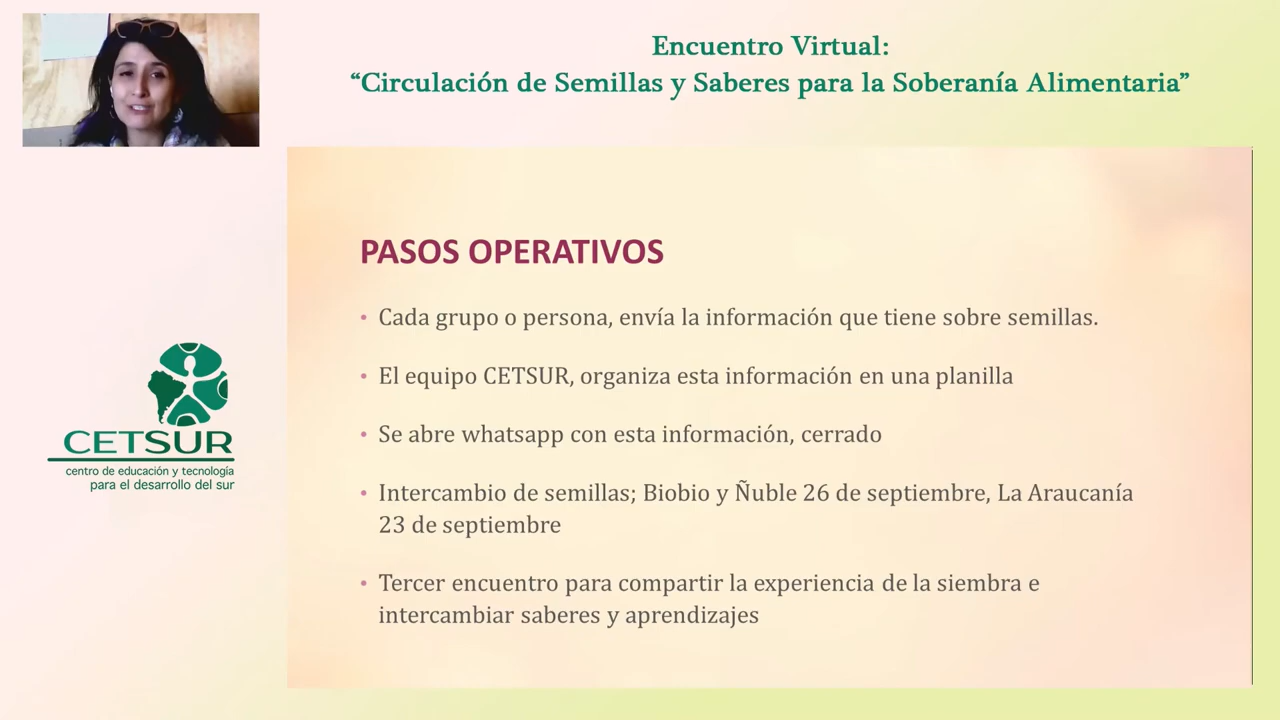 Encuentro Virtual:
“Circulación de Semillas y Saberes para la Soberanía Alimentaria”
PASOS OPERATIVOS
• Cada grupo o persona, envía la información que tiene sobre semillas.
• El equipo CETSUR, organiza esta información en una planilla
• Se abre whatsapp con esta información, cerrado
• Intercambio de semillas; Biobio y Ñuble 26 de septiembre, La Araucanía
23 de septiembre
• Tercer encuentro para compartir la experiencia de la siembra e
intercambiar saberes y aprendizajes
CETSUR
centro de educación y tecnología
para el desarrollo del sur